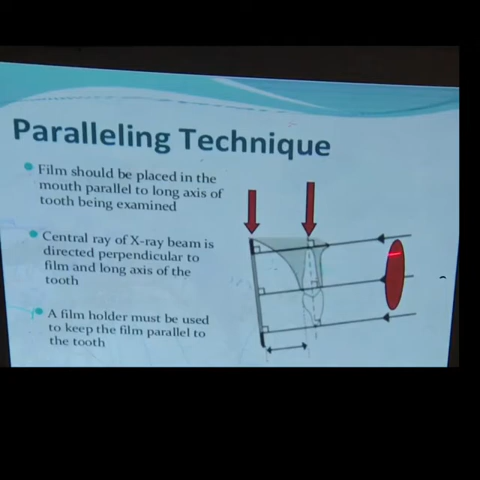 Paralleling Technique
Film should be placed in the
mouth parallel to long axis of
tooth being examined
Central ray of X-ray beam is
directed perpendicular to
film and long axis of the
tooth
A film holder must be used
to keep the film parallel to
the tooth